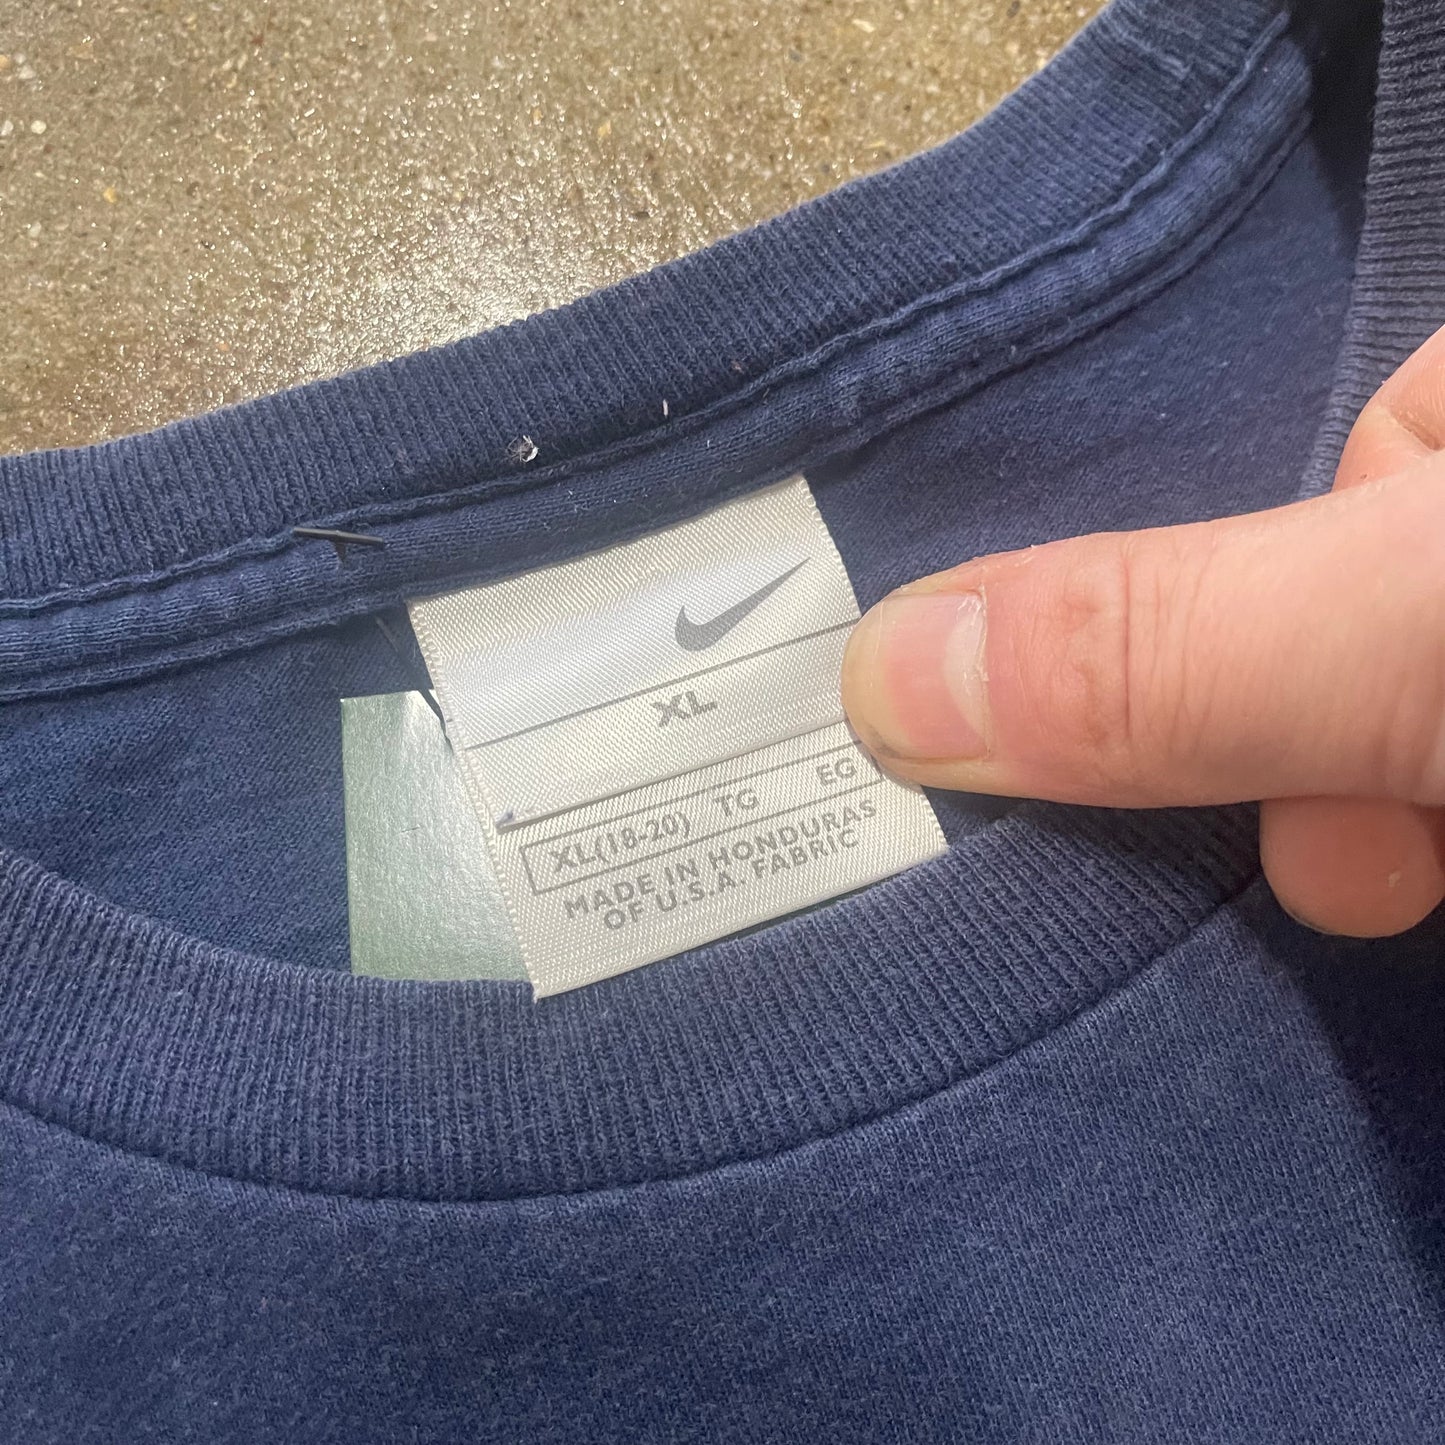 XL
XL(18-20) TG EG
MADE IN HONDURAS
OF U.S.A. FABRIC